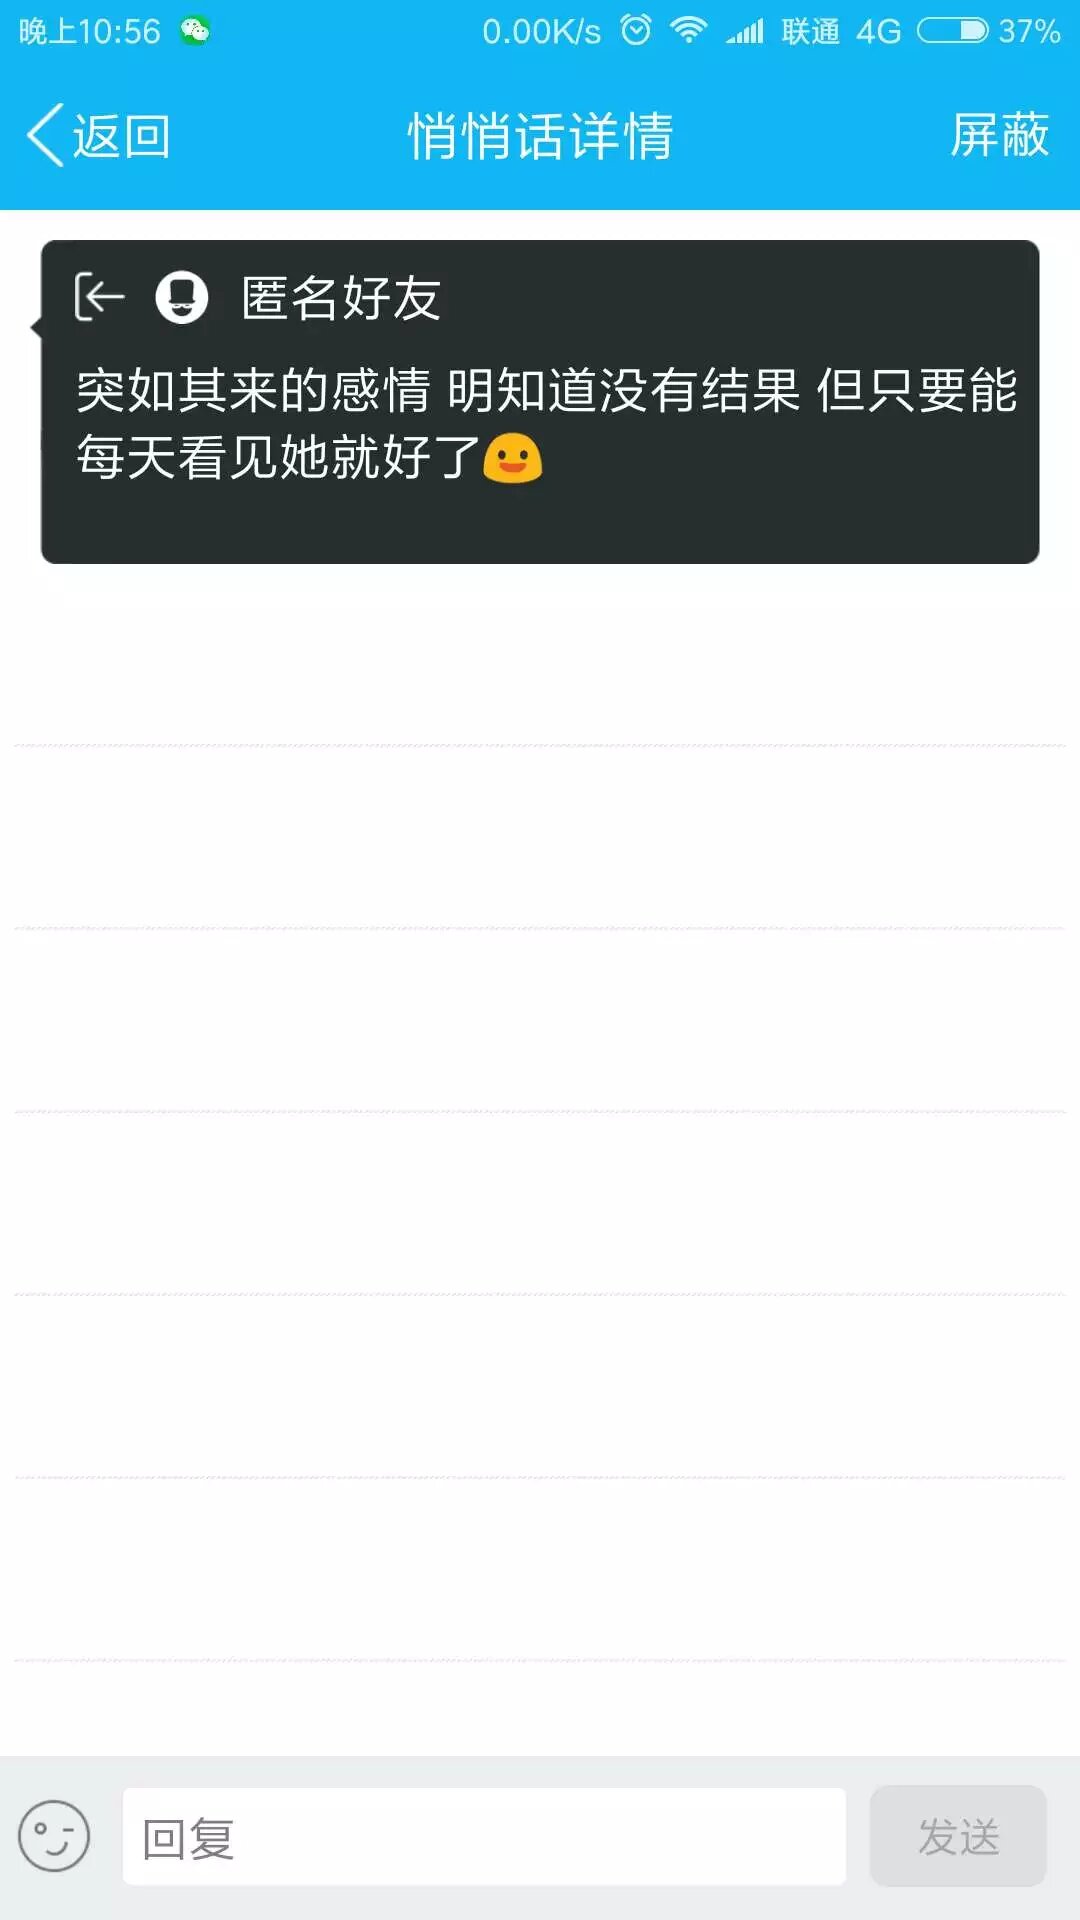 晚上10:56 0.00K/s 联通 4G 37%
返回 悄悄话详情 屏蔽
匿名好友
突如其来的感情 明知道没有结果 但只要能
每天看见她就好了
回复 发送